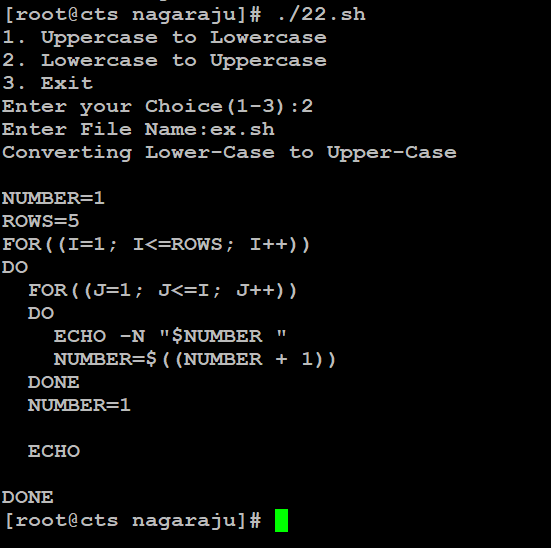 [root@cts nagaraju]# ./22.sh
1. Uppercase to Lowercase
2. Lowercase to Uppercase
3. Exit
Enter your Choice(1-3):2
Enter File Name:ex.sh
Converting Lower-Case to Upper-Case
NUMBER=1
ROWS=5
FOR((I=1; I<=ROWS; I++))
DO
  FOR((J=1; J<=I; J++))
  DO
    ECHO -N "$NUMBER "
    NUMBER=$((NUMBER + 1))
  DONE
  NUMBER=1
  ECHO
DONE
[root@cts nagaraju]#